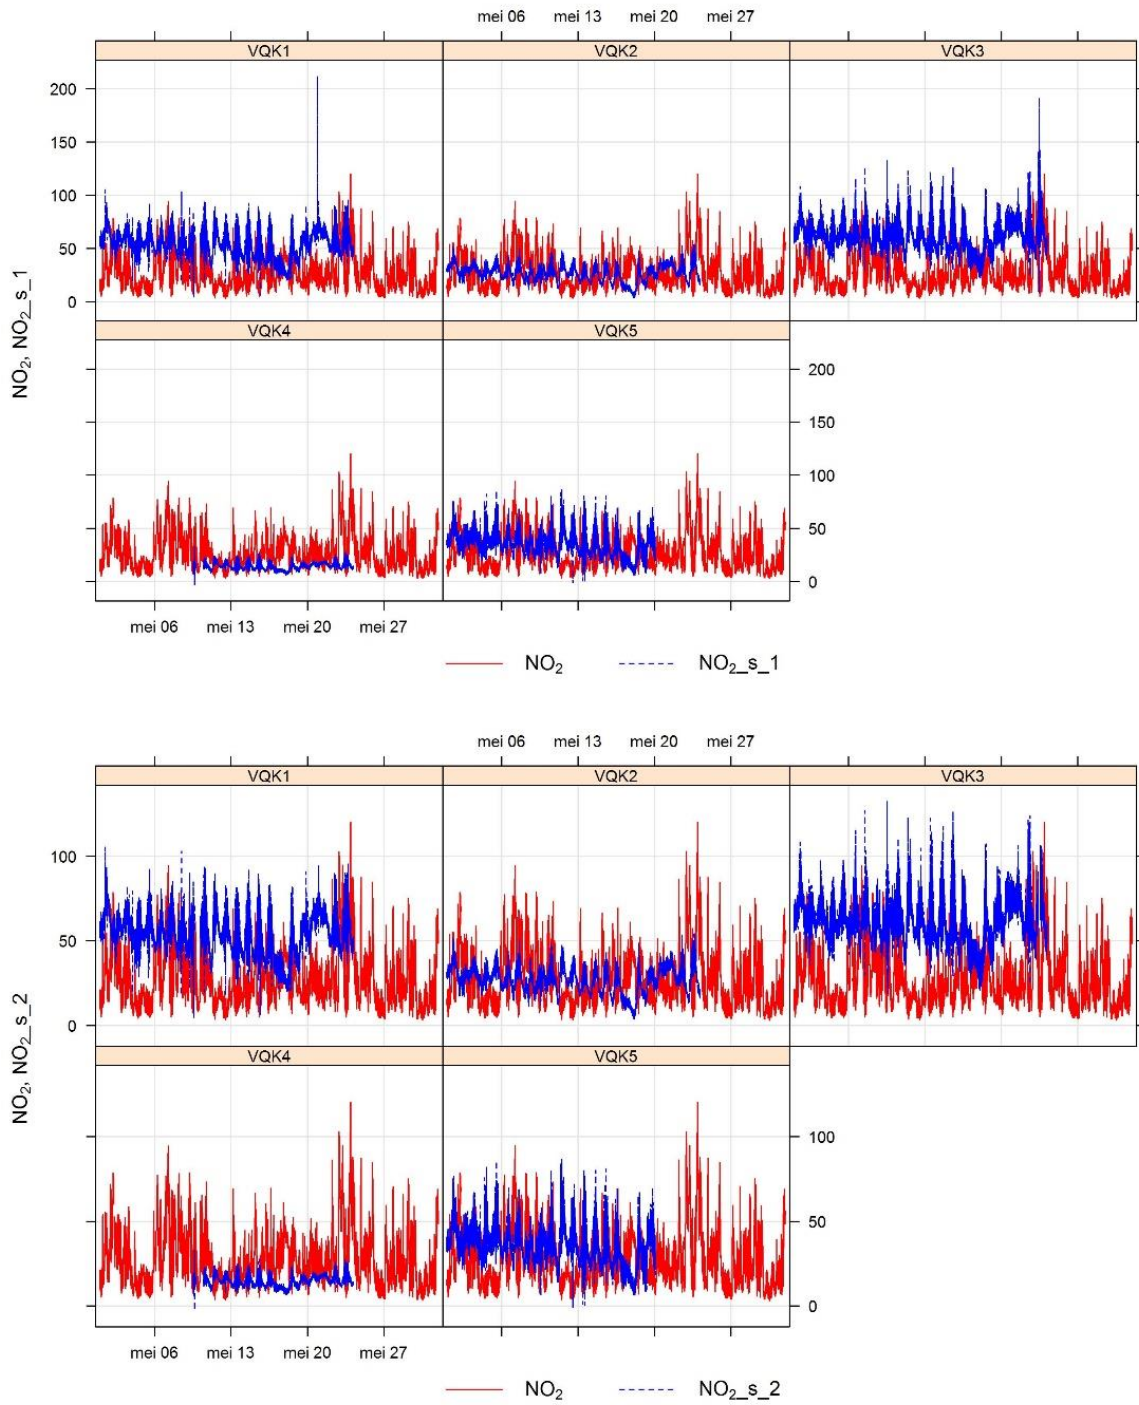 mei 06 mei 13 mei 20 mei 27
VQK1 VQK2 VQK3
200
150
100
50
0
NO₂, NO₂_s_1
VQK4 VQK5
200
150
100
50
0
mei 06 mei 13 mei 20 mei 27
NO₂ NO₂_s_1
mei 06 mei 13 mei 20 mei 27
VQK1 VQK2 VQK3
100
50
0
NO₂, NO₂_s_2
VQK4 VQK5
100
50
0
mei 06 mei 13 mei 20 mei 27
NO₂ NO₂_s_2